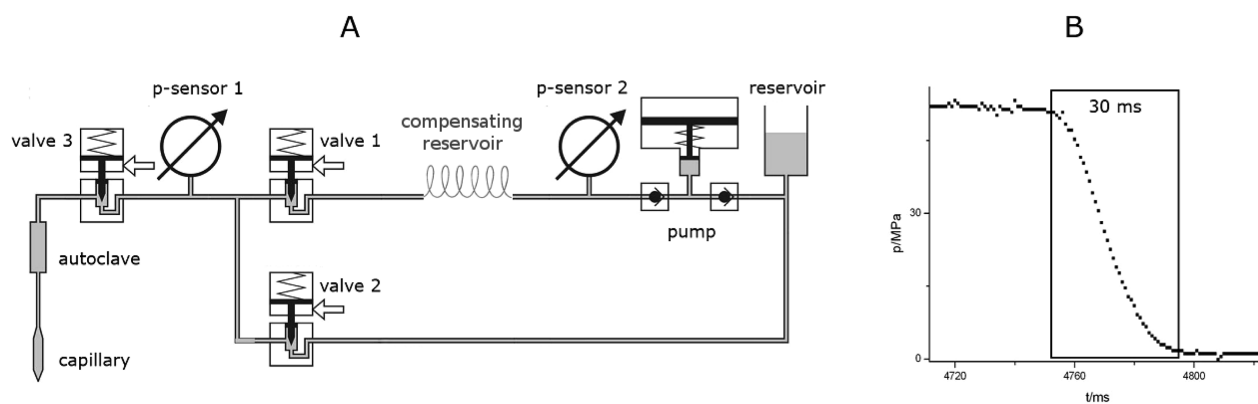 A
B
p-sensor 1
p-sensor 2
reservoir
valve 3
valve 1
compensating
reservoir
pump
autoclave
valve 2
capillary
30 ms
p/MPa
30
0
4720
4760
4800
t/ms